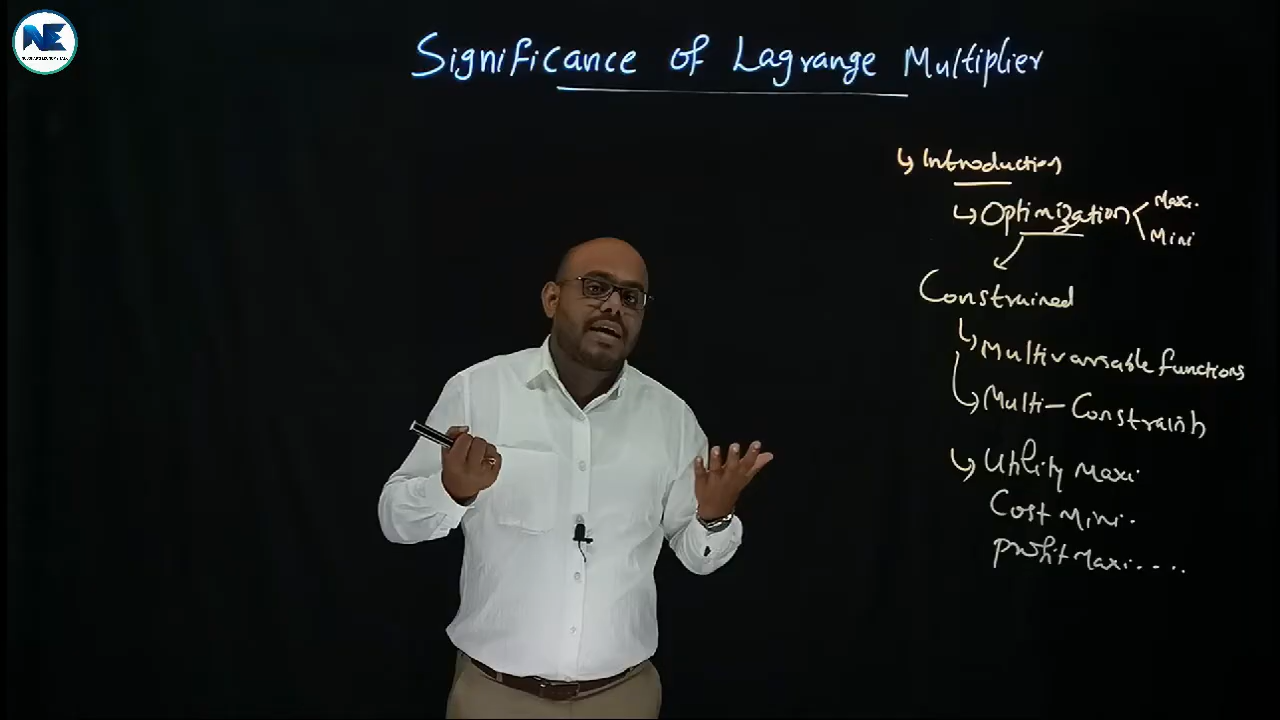 NE
Significance of Lagrange Multiplier
↳ Introduction
↳ Optimization < Maxi.
Mini
Constrained
↳ Multivariable functions
↳ Multi-Constraints
↳ Utility Maxi.
Cost Mini.
profit Maxi....